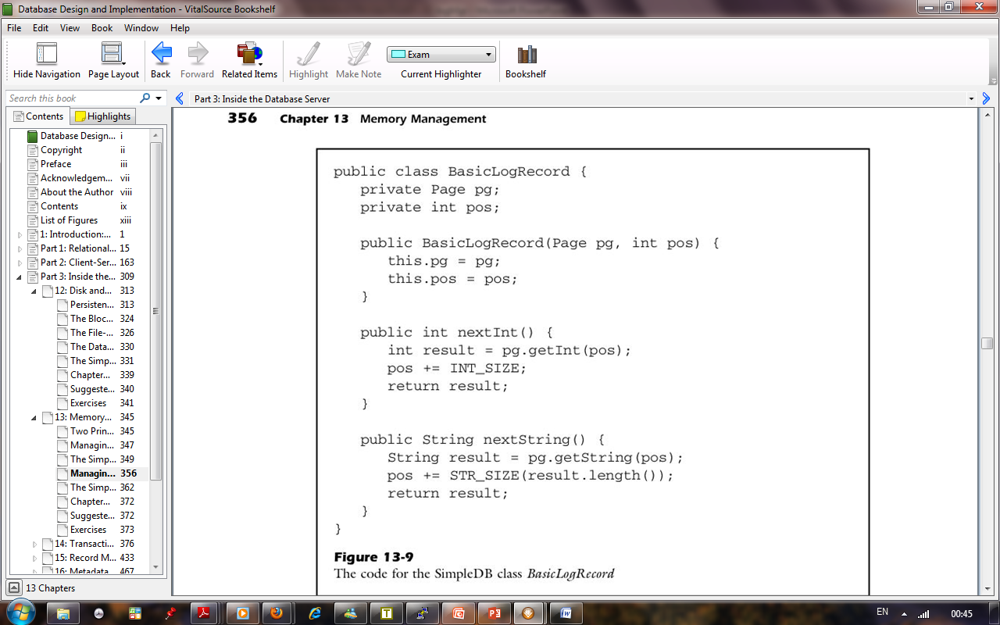 Database Design and Implementation - VitalSource Bookshelf
File Edit View Book Window Help
Hide Navigation Page Layout Back Forward Related Items Highlight Make Note Exam Current Highlighter Bookshelf
Search this book
Part 3: Inside the Database Server
Contents Highlights
Database Design... i
Copyright ii
Preface iii
Acknowledgem... vii
About the Author viii
Contents ix
List of Figures xiii
1: Introduction:... 1
Part 1: Relational... 15
Part 2: Client-Ser... 163
Part 3: Inside the... 309
12: Disk and... 313
Persisten... 313
The Bloc... 324
The File-... 326
The Data... 330
The Simp... 331
Chapter... 339
Suggeste... 340
Exercises 341
13: Memory... 345
Two Prin... 345
Managin... 347
The Simp... 349
Managin... 356
The Simp... 362
Chapter... 372
Suggeste... 372
Exercises 373
14: Transacti... 376
15: Record M... 433
16: Metadata... 467
13 Chapters
356 Chapter 13 Memory Management
public class BasicLogRecord {
private Page pg;
private int pos;
public BasicLogRecord(Page pg, int pos) {
this.pg = pg;
this.pos = pos;
}
public int nextInt() {
int result = pg.getInt(pos);
pos += INT_SIZE;
return result;
}
public String nextString() {
String result = pg.getString(pos);
pos += STR_SIZE(result.length());
return result;
}
}
Figure 13-9
The code for the SimpleDB class BasicLogRecord
EN 00:45